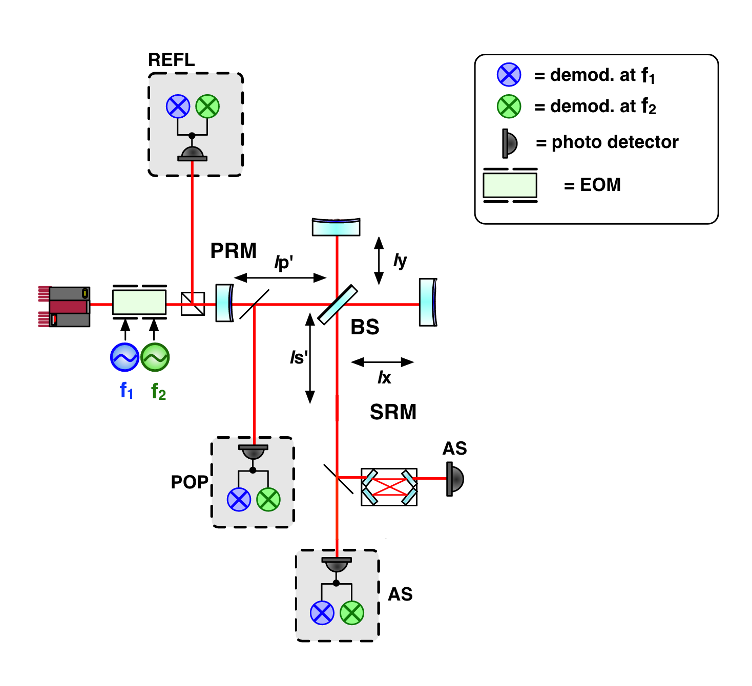 REFL
= demod. at f1
= demod. at f2
= photo detector
= EOM
PRM
lp'
ly
BS
ls'
lx
f1
f2
SRM
AS
POP
AS